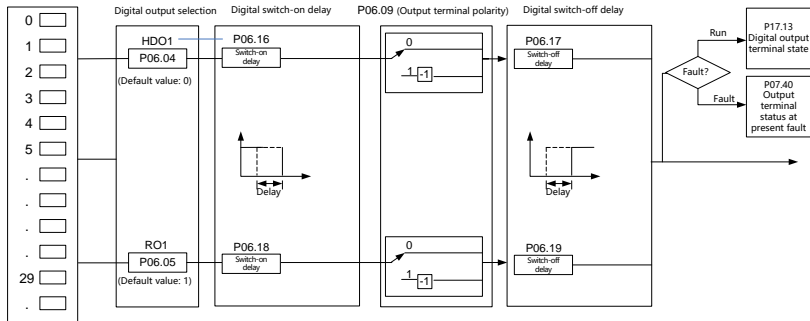 Digital output selection
Digital switch-on delay
P06.09 (Output terminal polarity)
Digital switch-off delay
0
1
2
3
4
5
.
.
.
.
29
.
HDO1
P06.04
(Default value: 0)
P06.16
Switch-on
delay
0
1
-1
P06.17
Switch-off
delay
Delay
Delay
RO1
P06.05
(Default value: 1)
P06.18
Switch-on
delay
0
1
-1
P06.19
Switch-off
delay
Run
Fault?
Fault
P17.13
Digital output
terminal state
P07.40
Output
terminal
status at
present fault